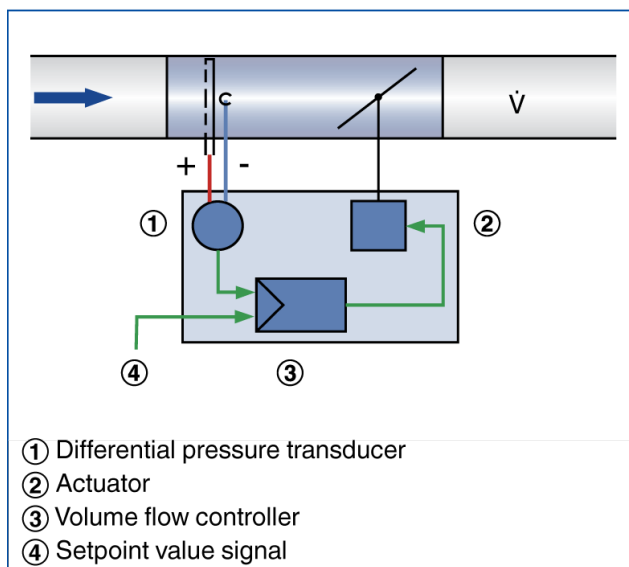 V̇
+ -
①
②
④
③
① Differential pressure transducer
② Actuator
③ Volume flow controller
④ Setpoint value signal